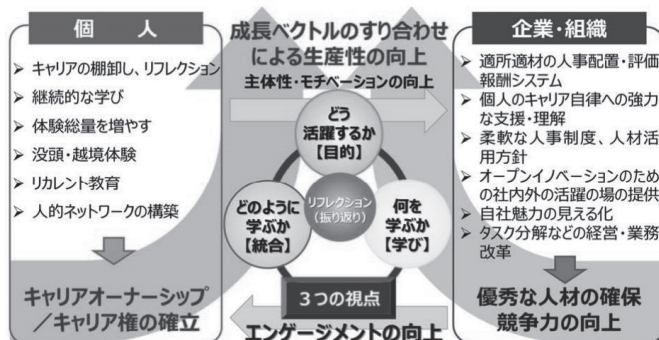 個　人
➢ キャリアの棚卸し、リフレクション
➢ 継続的な学び
➢ 体験総量を増やす
➢ 没頭・越境体験
➢ リカレント教育
➢ 人的ネットワークの構築
キャリアオーナーシップ
／キャリア権の確立
成長ベクトルのすり合わせ
による生産性の向上
主体性・モチベーションの向上
どう
活躍するか
【目的】
リフレクション
（振り返り）
どのように
学ぶか
【統合】
何を
学ぶか
【学び】
３つの視点
エンゲージメントの向上
企業・組織
➢ 適所適材の人事配置・評価
報酬システム
➢ 個人のキャリア自律への強力
な支援・理解
➢ 柔軟な人事制度、人材活
用方針
➢ オープンイノベーションのため
の社内外の活躍の場の提供
➢ 自社魅力の見える化
➢ タスク分解などの経営・業務
改革
優秀な人材の確保
競争力の向上